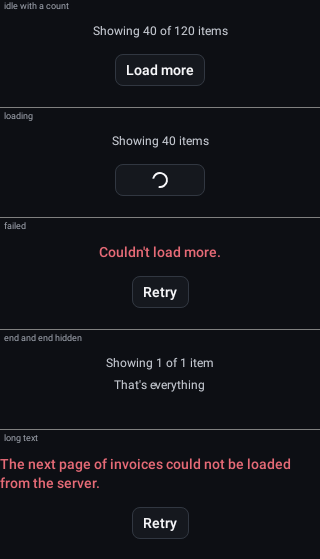 idle with a count
Showing 40 of 120 items
Load more
loading
Showing 40 items
failed
Couldn't load more.
Retry
end and end hidden
Showing 1 of 1 item
That's everything
long text
The next page of invoices could not be loaded
from the server.
Retry